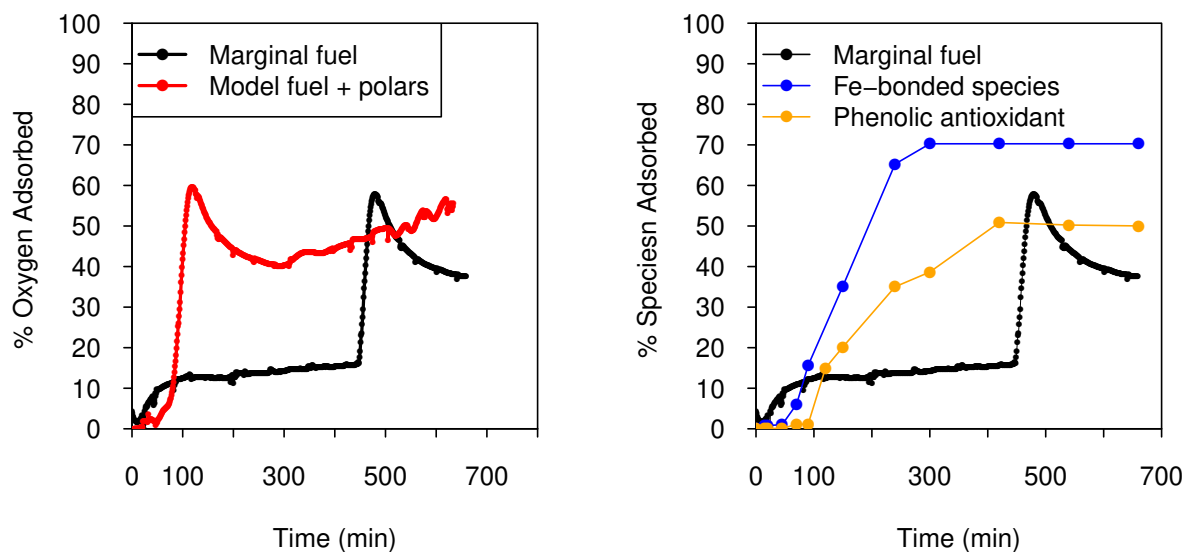 % Oxygen Adsorbed
100
90
80
70
60
50
40
30
20
10
0
Marginal fuel
Model fuel + polars
0 100 300 500 700
Time (min)
% Speciesn Adsorbed
100
90
80
70
60
50
40
30
20
10
0
Marginal fuel
Fe−bonded species
Phenolic antioxidant
0 100 300 500 700
Time (min)